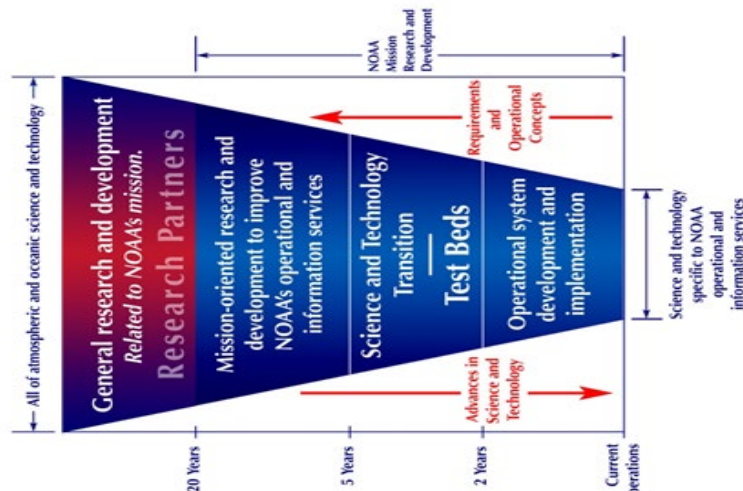 All of atmospheric and oceanic science and technology
General research and development
Related to NOAA's mission.
Research Partners
Mission-oriented research and
development to improve
NOAA's operational and
information services
Science and Technology
Transition
Test Beds
Operational system
development and
implementation
20 Years
5 Years
2 Years
Current
perations
Advances in
Science and
Technology
Requirements
and
Operational
Concepts
NOAA
Mission
Research and
Development
Science and technology
specific to NOAA
operational and
information services